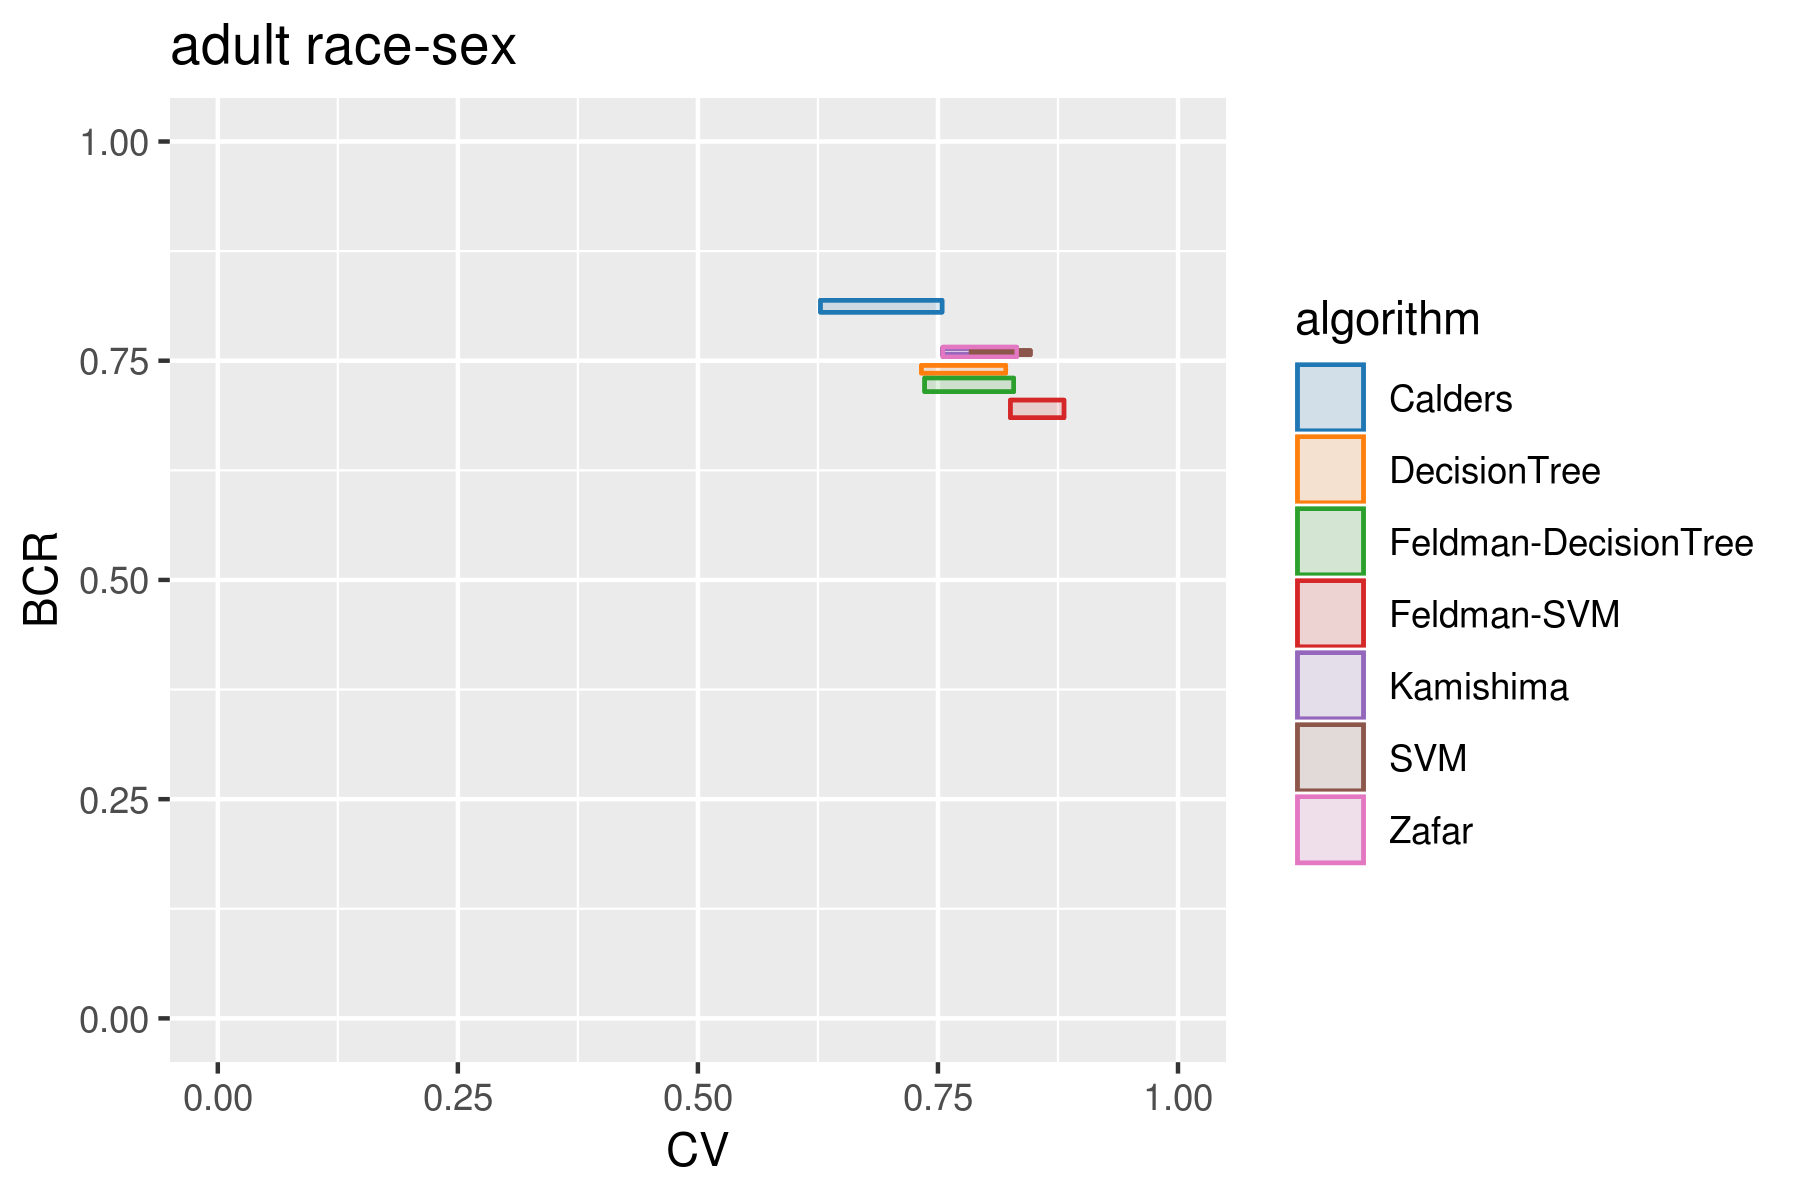 adult race-sex
BCR
1.00
0.75
0.50
0.25
0.00
0.00 0.25 0.50 0.75 1.00
CV
algorithm
Calders
DecisionTree
Feldman-DecisionTree
Feldman-SVM
Kamishima
SVM
Zafar